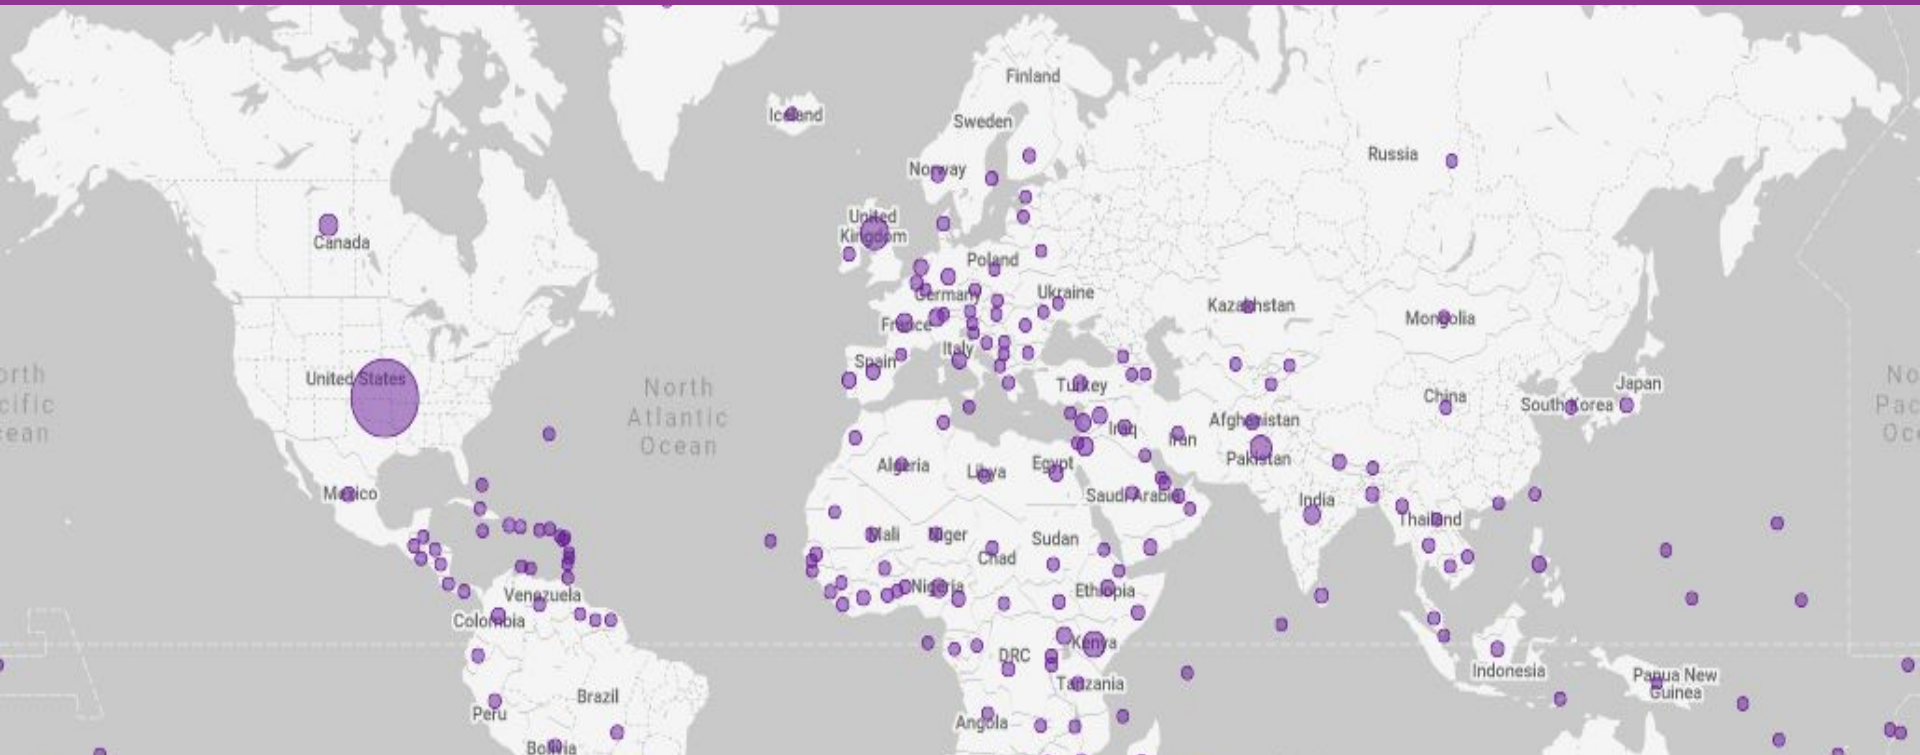 Finland
Iceland
Sweden
Russia
Norway
United
Kingdom
Canada
Poland
Germany
Ukraine
Kazakhstan
Mongolia
France
Italy
Spain
United States
North
Atlantic
Ocean
Turkey
China
South Korea
Japan
Afghanistan
Iraq
Iran
Pakistan
Algeria
Libya
Egypt
Saudi Arabia
Mexico
India
Thailand
Mali
Niger
Chad
Sudan
Nigeria
Ethiopia
Venezuela
Colombia
Kenya
DRC
Tanzania
Indonesia
Papua New
Guinea
Brazil
Peru
Angola
Bolivia